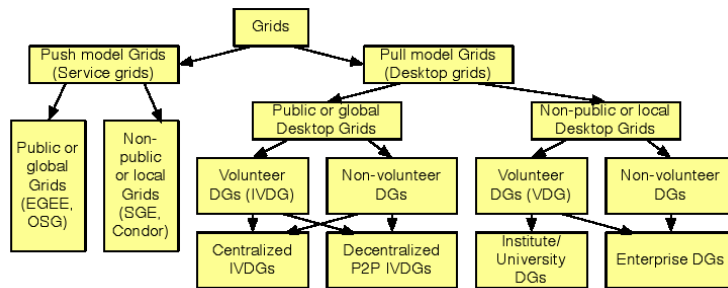 Grids
Push model Grids
(Service grids)
Pull model Grids
(Desktop grids)
Public or
global
Grids
(EGEE,
OSG)
Non-
public
or local
Grids
(SGE,
Condor)
Public or global
Desktop Grids
Non-public or local
Desktop Grids
Volunteer
DGs (IVDG)
Non-volunteer
DGs
Volunteer
DGs (VDG)
Non-volunteer
DGs
Centralized
IVDGs
Decentralized
P2P IVDGs
Institute/
University
DGs
Enterprise DGs